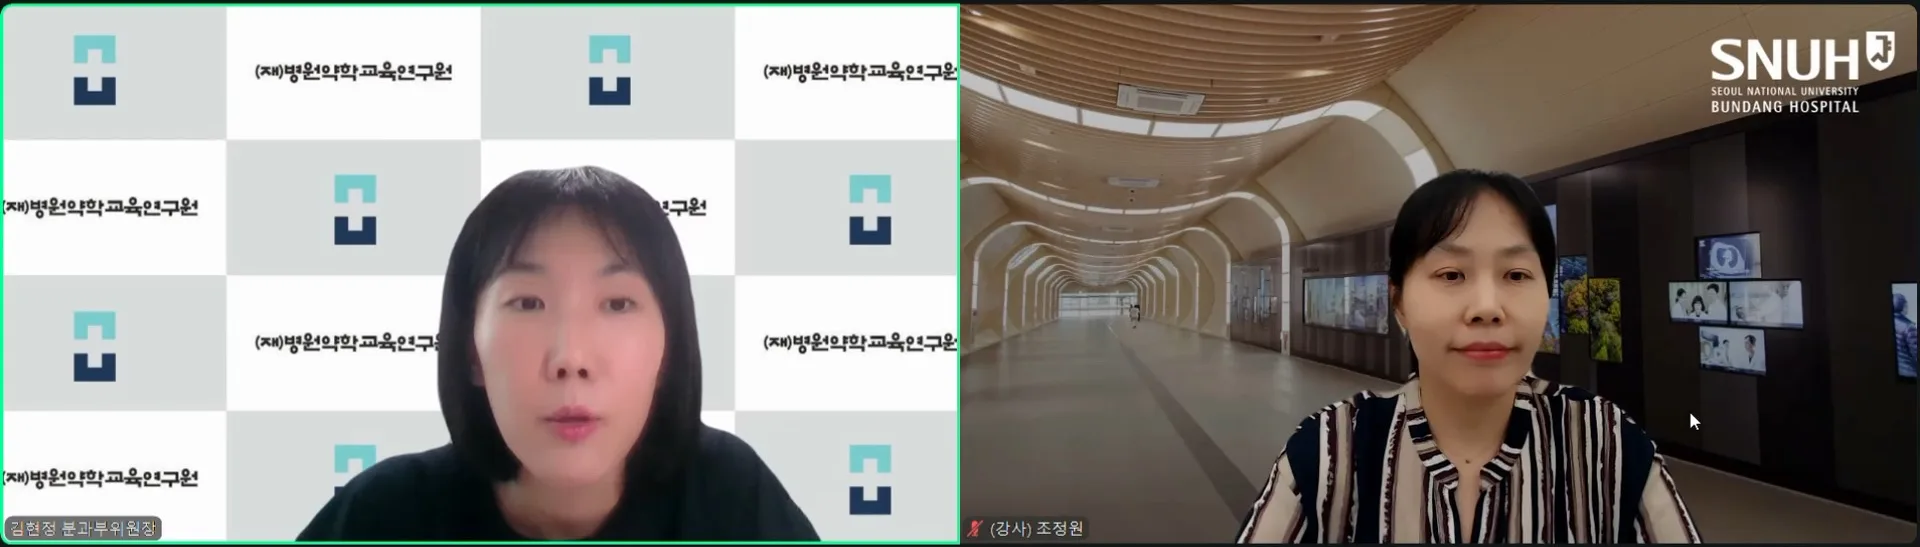 (재)병원약학교육연구원
(재)병원약학교육연구원
(재)병원약학교육연구원
연구원
(재)병원약학교육연구
(재)병원약학교육연구원
(재)병원약학교육연구원
김현정 분과부위원장
SNUH
SEOUL NATIONAL UNIVERSITY
BUNDANG HOSPITAL
(강사) 조정원